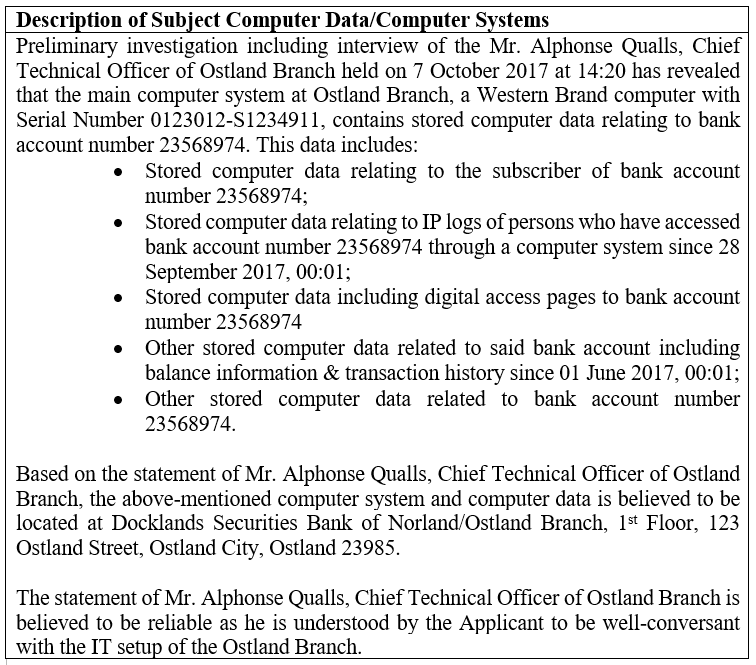 Description of Subject Computer Data/Computer Systems
Preliminary investigation including interview of the Mr. Alphonse Qualls, Chief
Technical Officer of Ostland Branch held on 7 October 2017 at 14:20 has revealed
that the main computer system at Ostland Branch, a Western Brand computer with
Serial Number 0123012-S1234911, contains stored computer data relating to bank
account number 23568974. This data includes:
• Stored computer data relating to the subscriber of bank account
number 23568974;
• Stored computer data relating to IP logs of persons who have accessed
bank account number 23568974 through a computer system since 28
September 2017, 00:01;
• Stored computer data including digital access pages to bank account
number 23568974
• Other stored computer data related to said bank account including
balance information & transaction history since 01 June 2017, 00:01;
• Other stored computer data related to bank account number
23568974.
Based on the statement of Mr. Alphonse Qualls, Chief Technical Officer of Ostland
Branch, the above-mentioned computer system and computer data is believed to be
located at Docklands Securities Bank of Norland/Ostland Branch, 1st Floor, 123
Ostland Street, Ostland City, Ostland 23985.
The statement of Mr. Alphonse Qualls, Chief Technical Officer of Ostland Branch is
believed to be reliable as he is understood by the Applicant to be well-conversant
with the IT setup of the Ostland Branch.